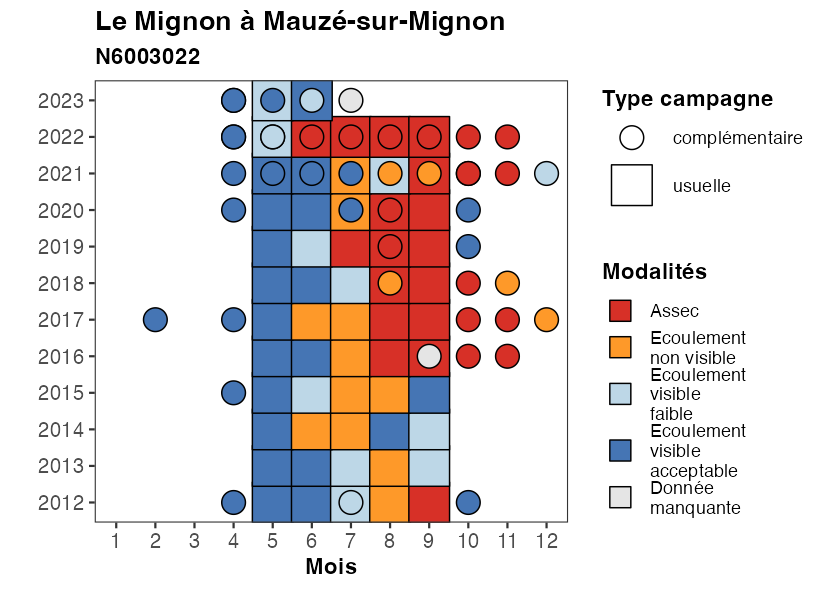 Le Mignon à Mauzé-sur-Mignon
N6003022
2023
2022
2021
2020
2019
2018
2017
2016
2015
2014
2013
2012
1 2 3 4 5 6 7 8 9 10 11 12
Mois
Type campagne
complémentaire
usuelle
Modalités
Assec
Ecoulement
non visible
Ecoulement
visible
faible
Ecoulement
visible
acceptable
Donnée
manquante